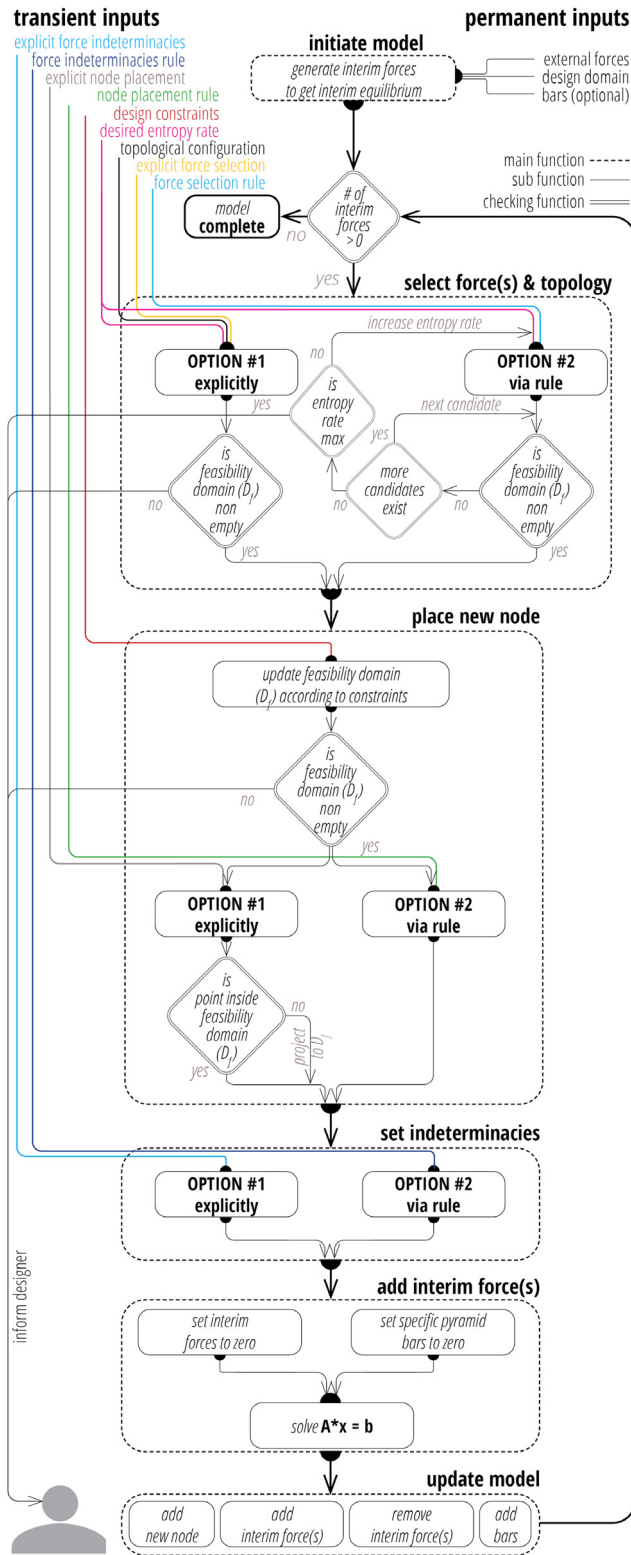 transient inputs
permanent inputs
explicit force indeterminacies
force indeterminacies rule
explicit node placement
node placement rule
design constraints
desired entropy rate
topological configuration
explicit force selection
force selection rule
initiate model
generate interim forces
to get interim equilibrium
external forces
design domain
bars (optional)
main function
sub function
checking function
# of
interim
forces
> 0
model
complete
no
yes
select force(s) & topology
increase entropy rate
OPTION #1
explicitly
no
is
entropy
rate
max
yes
OPTION #2
via rule
next candidate
yes
is
feasibility
domain (Df)
non
empty
no
yes
more
candidates
exist
no
no
is
feasibility
domain (Df)
non
empty
yes
place new node
update feasibility domain
(Df) according to constraints
is
feasibility
domain (Df)
non
empty
no
yes
OPTION #1
explicitly
OPTION #2
via rule
is
point inside
feasibility
domain
(Df)
no
project
to Df
yes
set indeterminacies
OPTION #1
explicitly
OPTION #2
via rule
inform designer
add interim force(s)
set interim
forces to zero
set specific pyramid
bars to zero
solve A*x = b
update model
add
new node
add
interim force(s)
remove
interim force(s)
add
bars